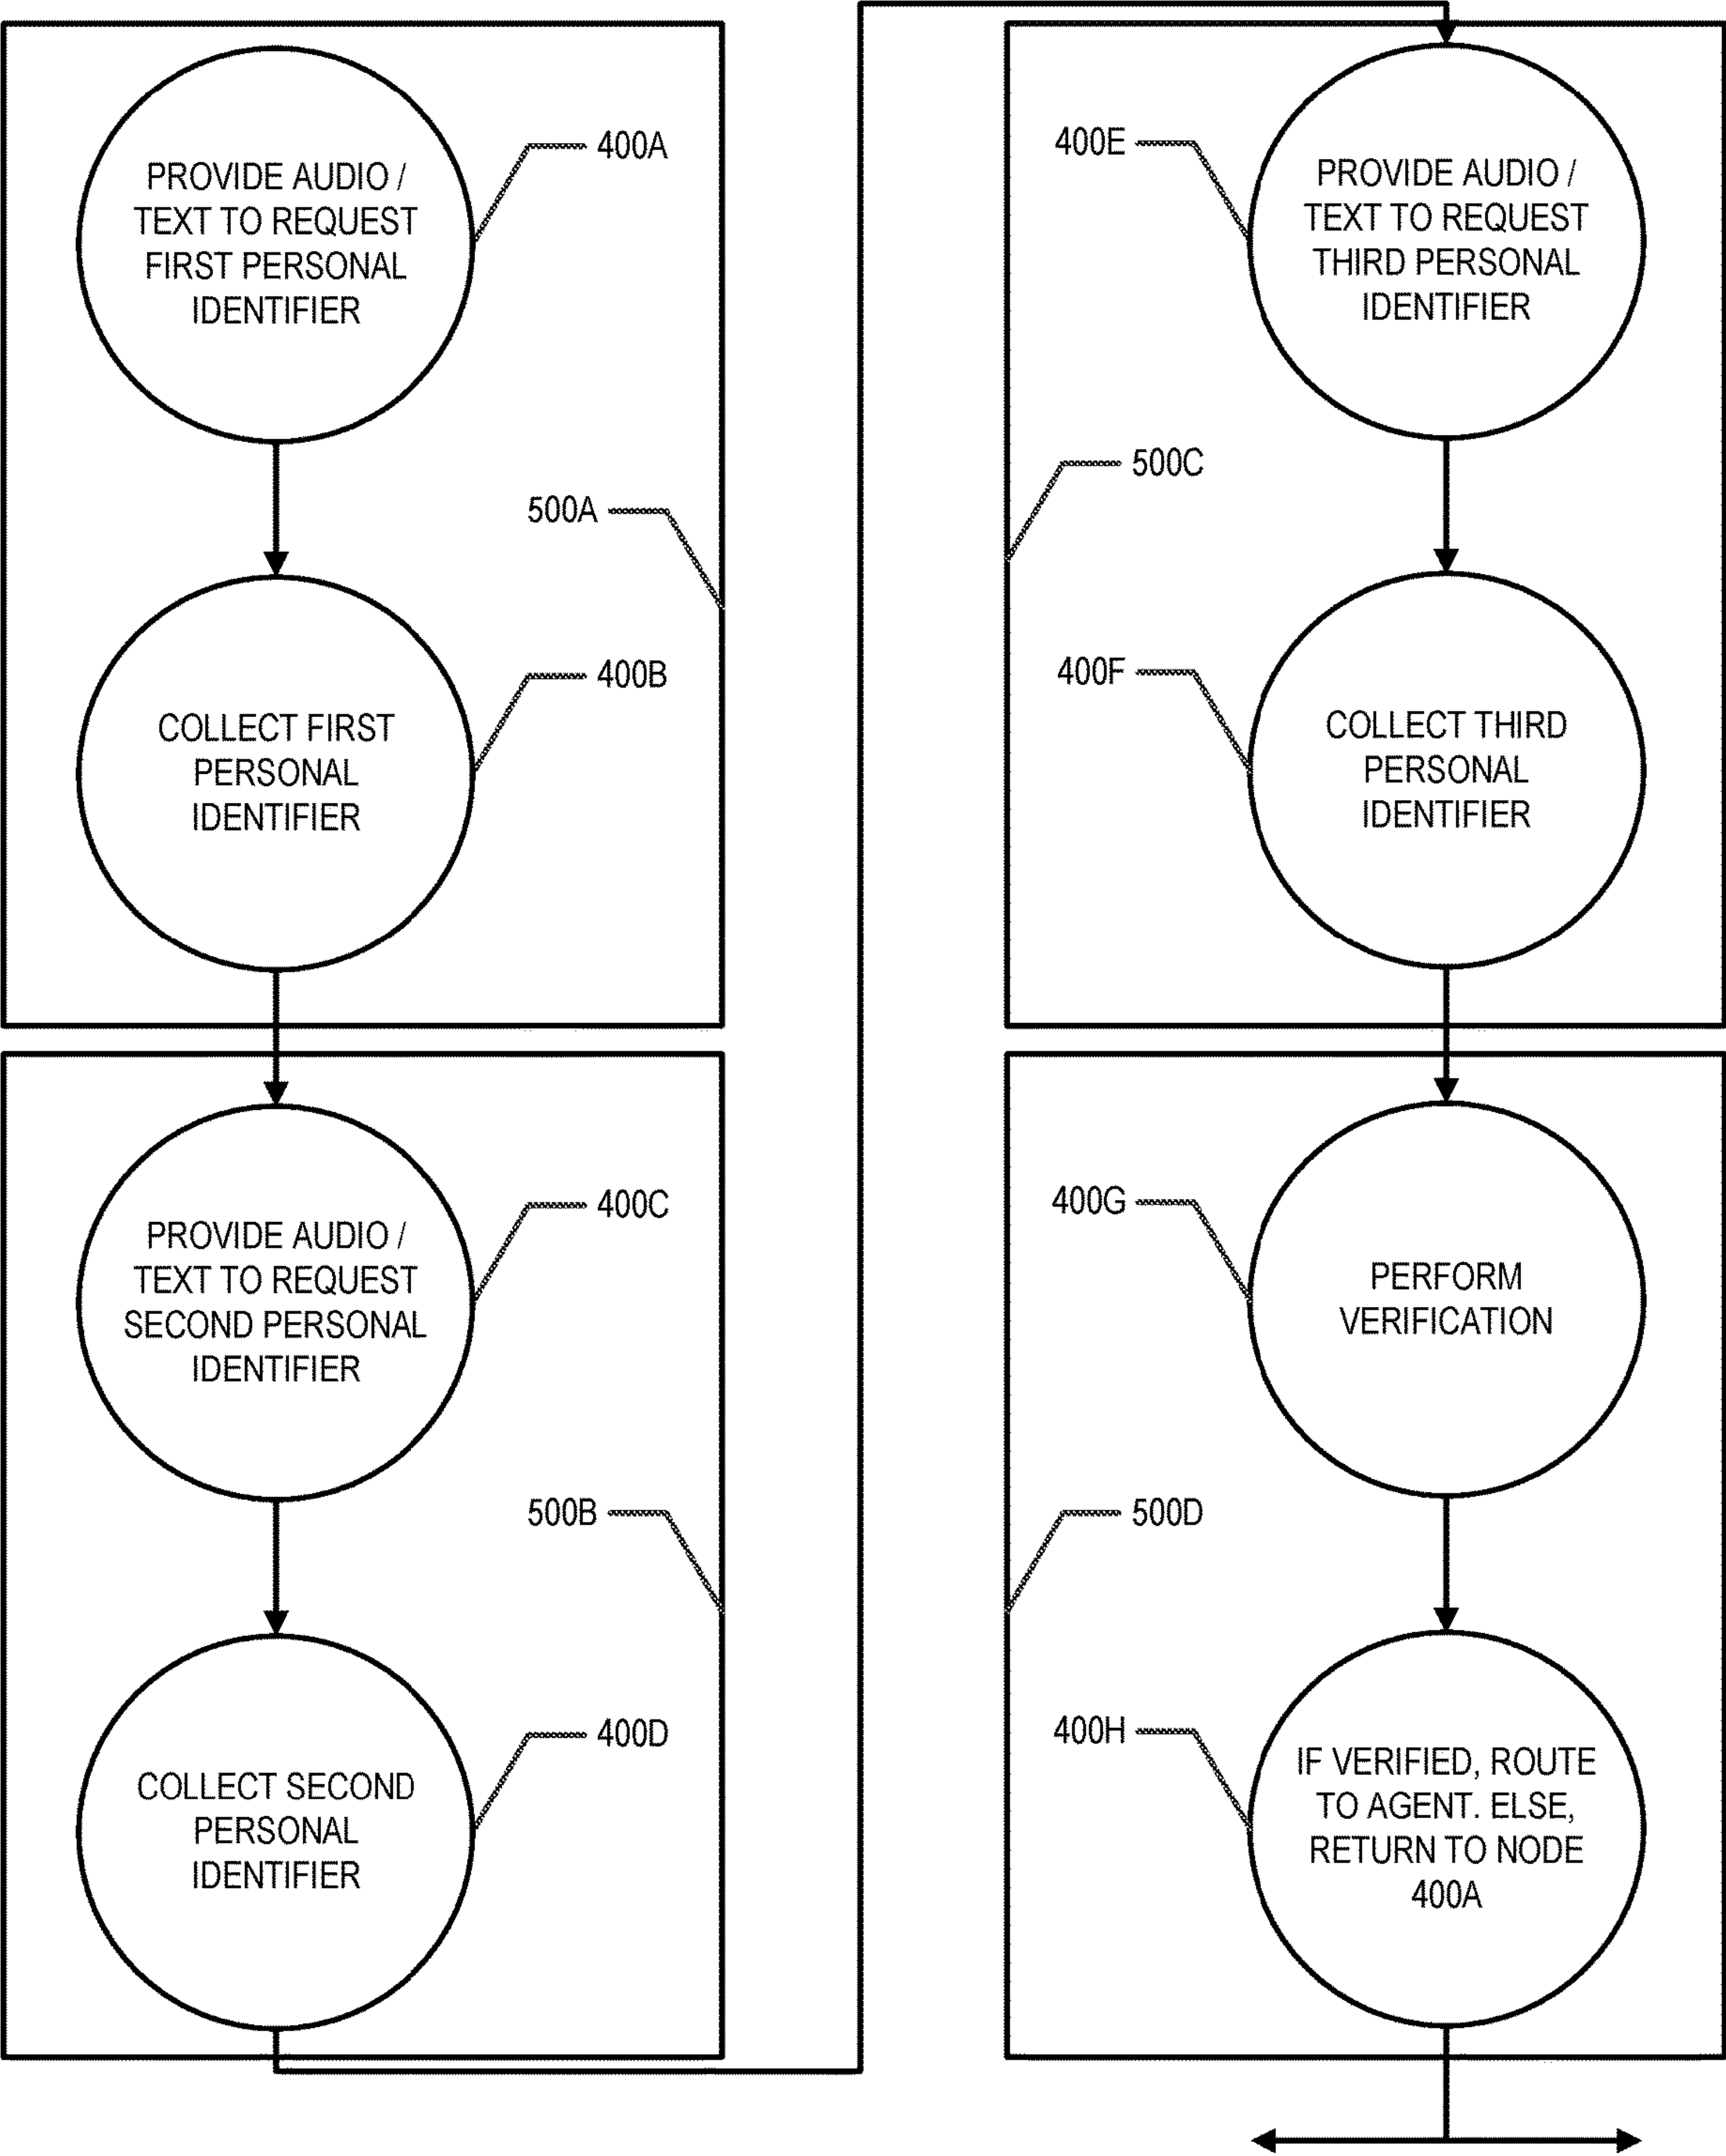 400A
PROVIDE AUDIO /
TEXT TO REQUEST
FIRST PERSONAL
IDENTIFIER
500A
400B
COLLECT FIRST
PERSONAL
IDENTIFIER
400C
PROVIDE AUDIO /
TEXT TO REQUEST
SECOND PERSONAL
IDENTIFIER
500B
400D
COLLECT SECOND
PERSONAL
IDENTIFIER
400E
PROVIDE AUDIO /
TEXT TO REQUEST
THIRD PERSONAL
IDENTIFIER
500C
400F
COLLECT THIRD
PERSONAL
IDENTIFIER
400G
PERFORM
VERIFICATION
500D
400H
IF VERIFIED, ROUTE
TO AGENT. ELSE,
RETURN TO NODE
400A